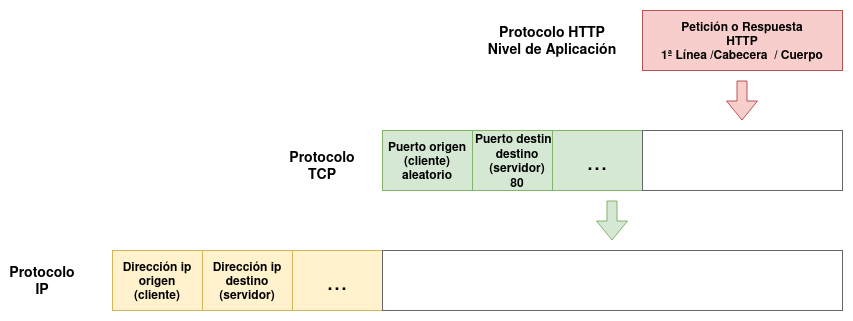 Protocolo HTTP
Nivel de Aplicación
Petición o Respuesta
HTTP
1ª Línea /Cabecera / Cuerpo
Protocolo
TCP
Puerto origen
(cliente)
aleatorio
Puerto destin
destino
(servidor)
80
...
Protocolo
IP
Dirección ip
origen
(cliente)
Dirección ip
destino
(servidor)
...